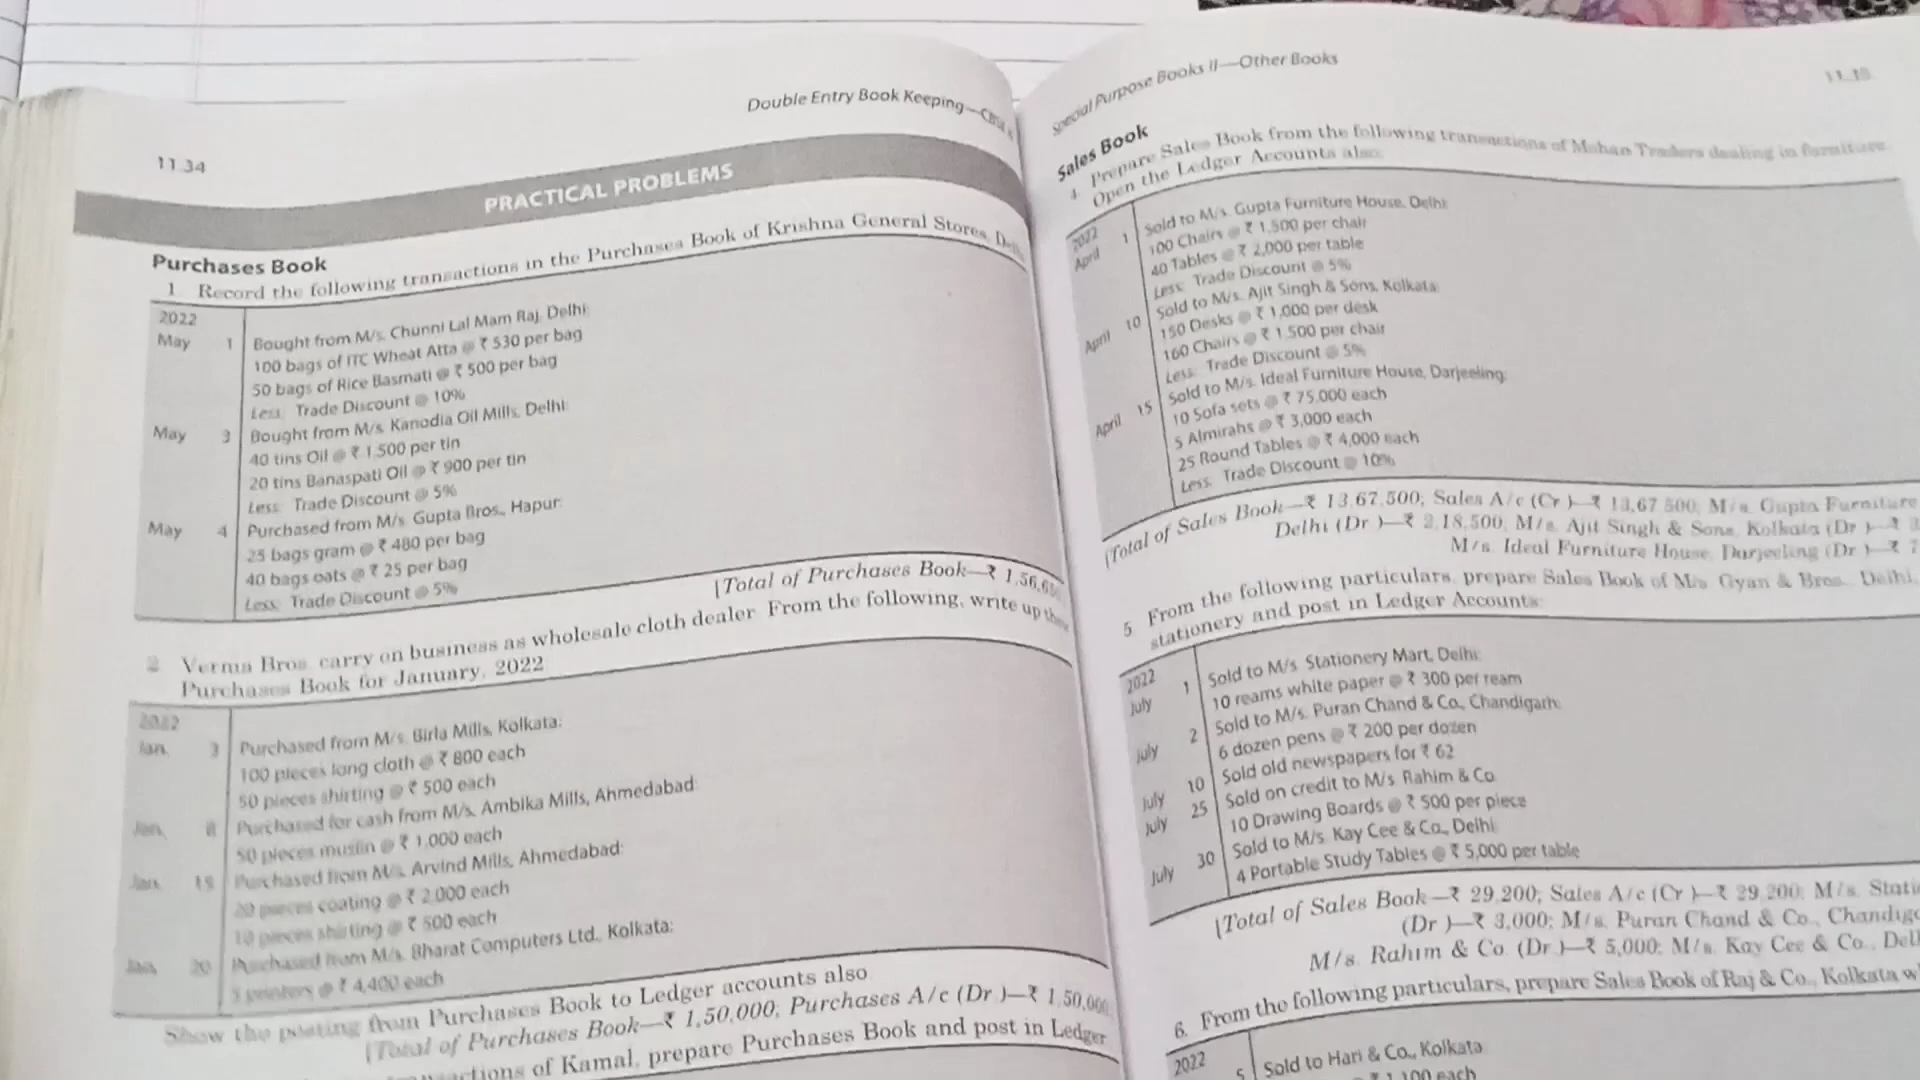 11.34
Double Entry Book Keeping—CBSE
PRACTICAL PROBLEMS
Purchases Book
1. Record the following transactions in the Purchases Book of Krishna General Stores,
2022
May 1 Bought from M/s. Chunni Lal Mam Raj, Delhi:
100 bags of ITC Wheat Atta @ ₹ 530 per bag
50 bags of Rice Basmati @ ₹ 500 per bag
Less: Trade Discount @ 10%
May 3 Bought from M/s. Kanodia Oil Mills, Delhi:
40 tins Oil @ ₹ 1,500 per tin
20 tins Banaspati Oil @ ₹ 900 per tin
Less: Trade Discount @ 5%
May 4 Purchased from M/s. Gupta Bros., Hapur:
25 bags gram @ ₹ 480 per bag
40 bags oats @ ₹ 25 per bag
Less: Trade Discount @ 5%
[Total of Purchases Book—₹ 1,56,6
2. Verma Bros. carry on business as wholesale cloth dealer. From the following, write up
Purchases Book for January, 2022
2022
Jan. 3 Purchased from M/s. Birla Mills, Kolkata:
100 pieces long cloth @ ₹ 800 each
50 pieces shirting @ ₹ 500 each
Jan. 8 Purchased for cash from M/s. Ambika Mills, Ahmedabad:
50 pieces muslin @ ₹ 1,000 each
Jan. 15 Purchased from M/s. Arvind Mills, Ahmedabad:
20 pieces coating @ ₹ 2,000 each
10 pieces shirting @ ₹ 500 each
Jan. 20 Purchased from M/s. Bharat Computers Ltd., Kolkata:
5 printers @ ₹ 4,400 each
Show the posting from Purchases Book to Ledger accounts also.
[Total of Purchases Book—₹ 1,50,000; Purchases A/c (Dr.)—₹ 1,50,000
of Kamal, prepare Purchases Book and post in Ledger
Special Purpose Books II—Other Books
Sales Book
4. Prepare Sales Book from the following transactions of Mohan Traders dealing in furniture.
Open the Ledger Accounts also:
2022
April 1 Sold to M/s. Gupta Furniture House, Delhi:
100 Chairs @ ₹ 1,500 per chair
40 Tables @ ₹ 2,000 per table
Less: Trade Discount @ 5%
April 10 Sold to M/s. Ajit Singh & Sons, Kolkata:
150 Desks @ ₹ 1,000 per desk
160 Chairs @ ₹ 1,500 per chair
Less: Trade Discount @ 5%
April 15 Sold to M/s. Ideal Furniture House, Darjeeling:
10 Sofa sets @ ₹ 75,000 each
5 Almirahs @ ₹ 3,000 each
25 Round Tables @ ₹ 4,000 each
Less: Trade Discount @ 10%
[Total of Sales Book—₹ 13,67,500; Sales A/c (Cr.)—₹ 13,67,500; M/s. Gupta Furniture
Delhi (Dr.)—₹ 2,18,500; M/s. Ajit Singh & Sons, Kolkata (Dr.)—₹ 3
M/s. Ideal Furniture House, Darjeeling (Dr.)—₹ 7
5. From the following particulars, prepare Sales Book of M/s. Gyan & Bros., Delhi,
stationery and post in Ledger Accounts:
2022
July 1 Sold to M/s. Stationery Mart, Delhi:
10 reams white paper @ ₹ 300 per ream
July 2 Sold to M/s. Puran Chand & Co., Chandigarh:
6 dozen pens @ ₹ 200 per dozen
July 10 Sold old newspapers for ₹ 62
July 25 Sold on credit to M/s. Rahim & Co.
10 Drawing Boards @ ₹ 500 per piece
July 30 Sold to M/s. Kay Cee & Co., Delhi:
4 Portable Study Tables @ ₹ 5,000 per table
[Total of Sales Book—₹ 29,200; Sales A/c (Cr.)—₹ 29,200; M/s. Stati
(Dr.)—₹ 3,000; M/s. Puran Chand & Co., Chandig
M/s. Rahim & Co. (Dr.)—₹ 5,000; M/s. Kay Cee & Co., Del
6. From the following particulars, prepare Sales Book of Raj & Co., Kolkata w
2022
5 Sold to Hari & Co., Kolkata
₹ 1,100 each